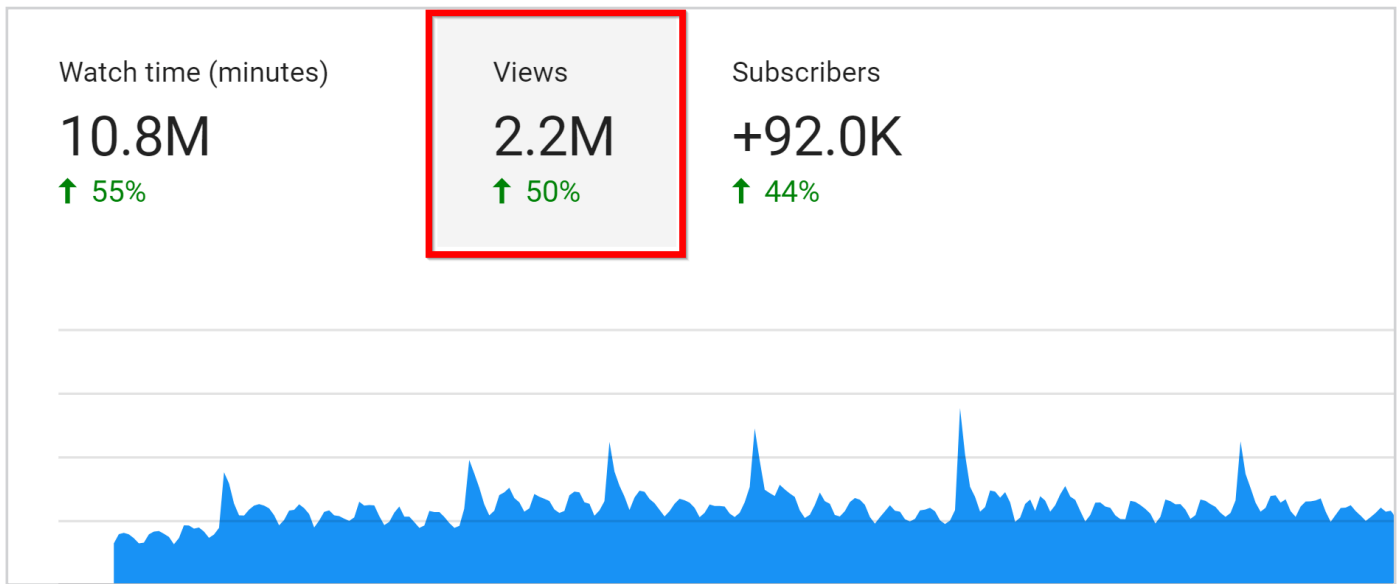 Watch time (minutes)
10.8M
↑ 55%
Views
2.2M
↑ 50%
Subscribers
+92.0K
↑ 44%